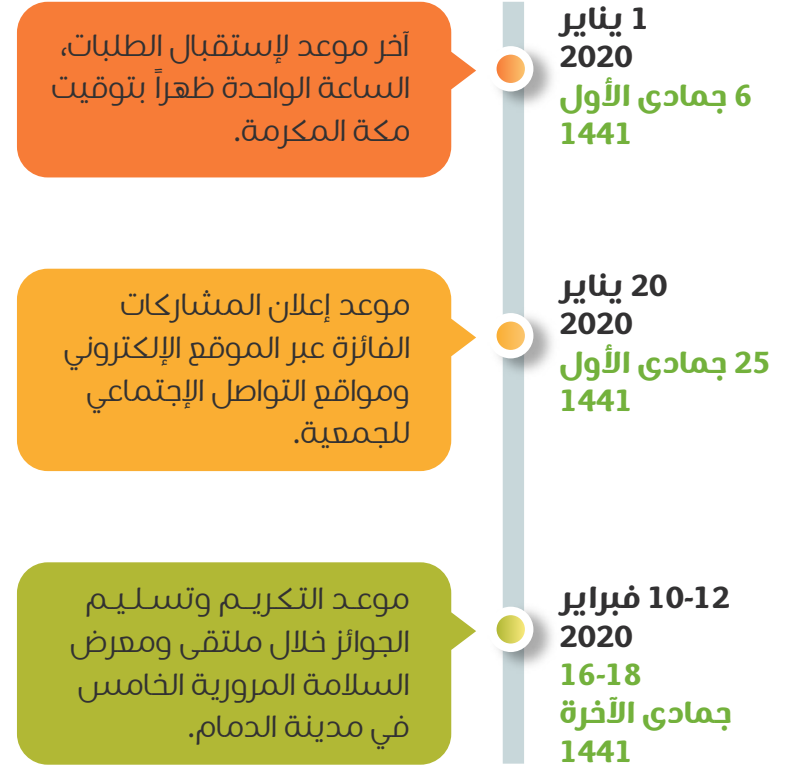 1 يناير
2020
6 جمادى الأول
1441
آخر موعد لإستقبال الطلبات،
الساعة الواحدة ظهراً بتوقيت
مكة المكرمة.
20 يناير
2020
25 جمادى الأول
1441
موعد إعلان المشاركات
الفائزة عبر الموقع الإلكتروني
ومواقع التواصل الإجتماعي
للجمعية.
10-12 فبراير
2020
16-18
جمادى الآخرة
1441
موعد التكريم وتسليم
الجوائز خلال ملتقى ومعرض
السلامة المرورية الخامس
في مدينة الدمام.